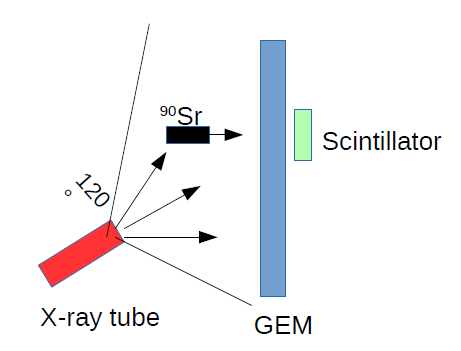 ⁹⁰Sr
Scintillator
120
°
X-ray tube
GEM